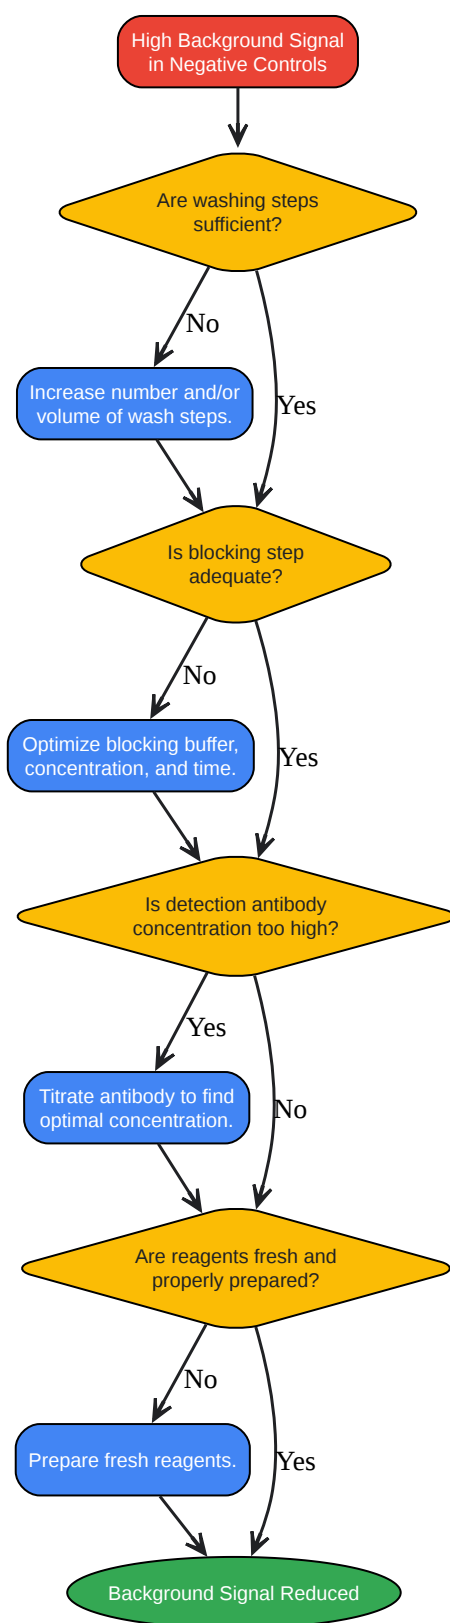 High Background Signal
in Negative Controls
Are washing steps
sufficient?
No
Yes
Increase number and/or
volume of wash steps.
Is blocking step
adequate?
No
Yes
Optimize blocking buffer,
concentration, and time.
Is detection antibody
concentration too high?
Yes
No
Titrate antibody to find
optimal concentration.
Are reagents fresh and
properly prepared?
No
Yes
Prepare fresh reagents.
Background Signal Reduced